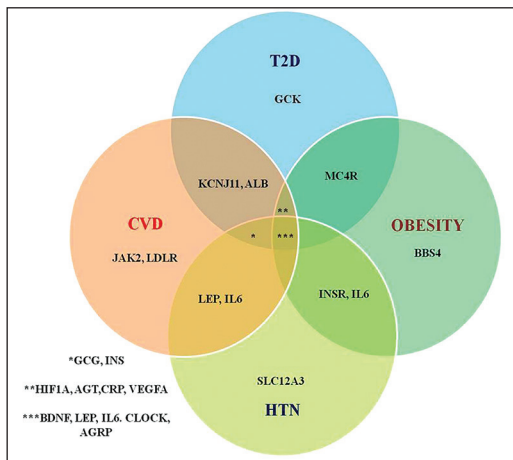 T2D
GCK
KCNJ11, ALB
MC4R
**
CVD
* ***
OBESITY
JAK2, LDLR
BBS4
LEP, IL6
INSR, IL6
*GCG, INS
SLC12A3
**HIF1A, AGT,CRP, VEGFA
HTN
***BDNF, LEP, IL6. CLOCK,
AGRP